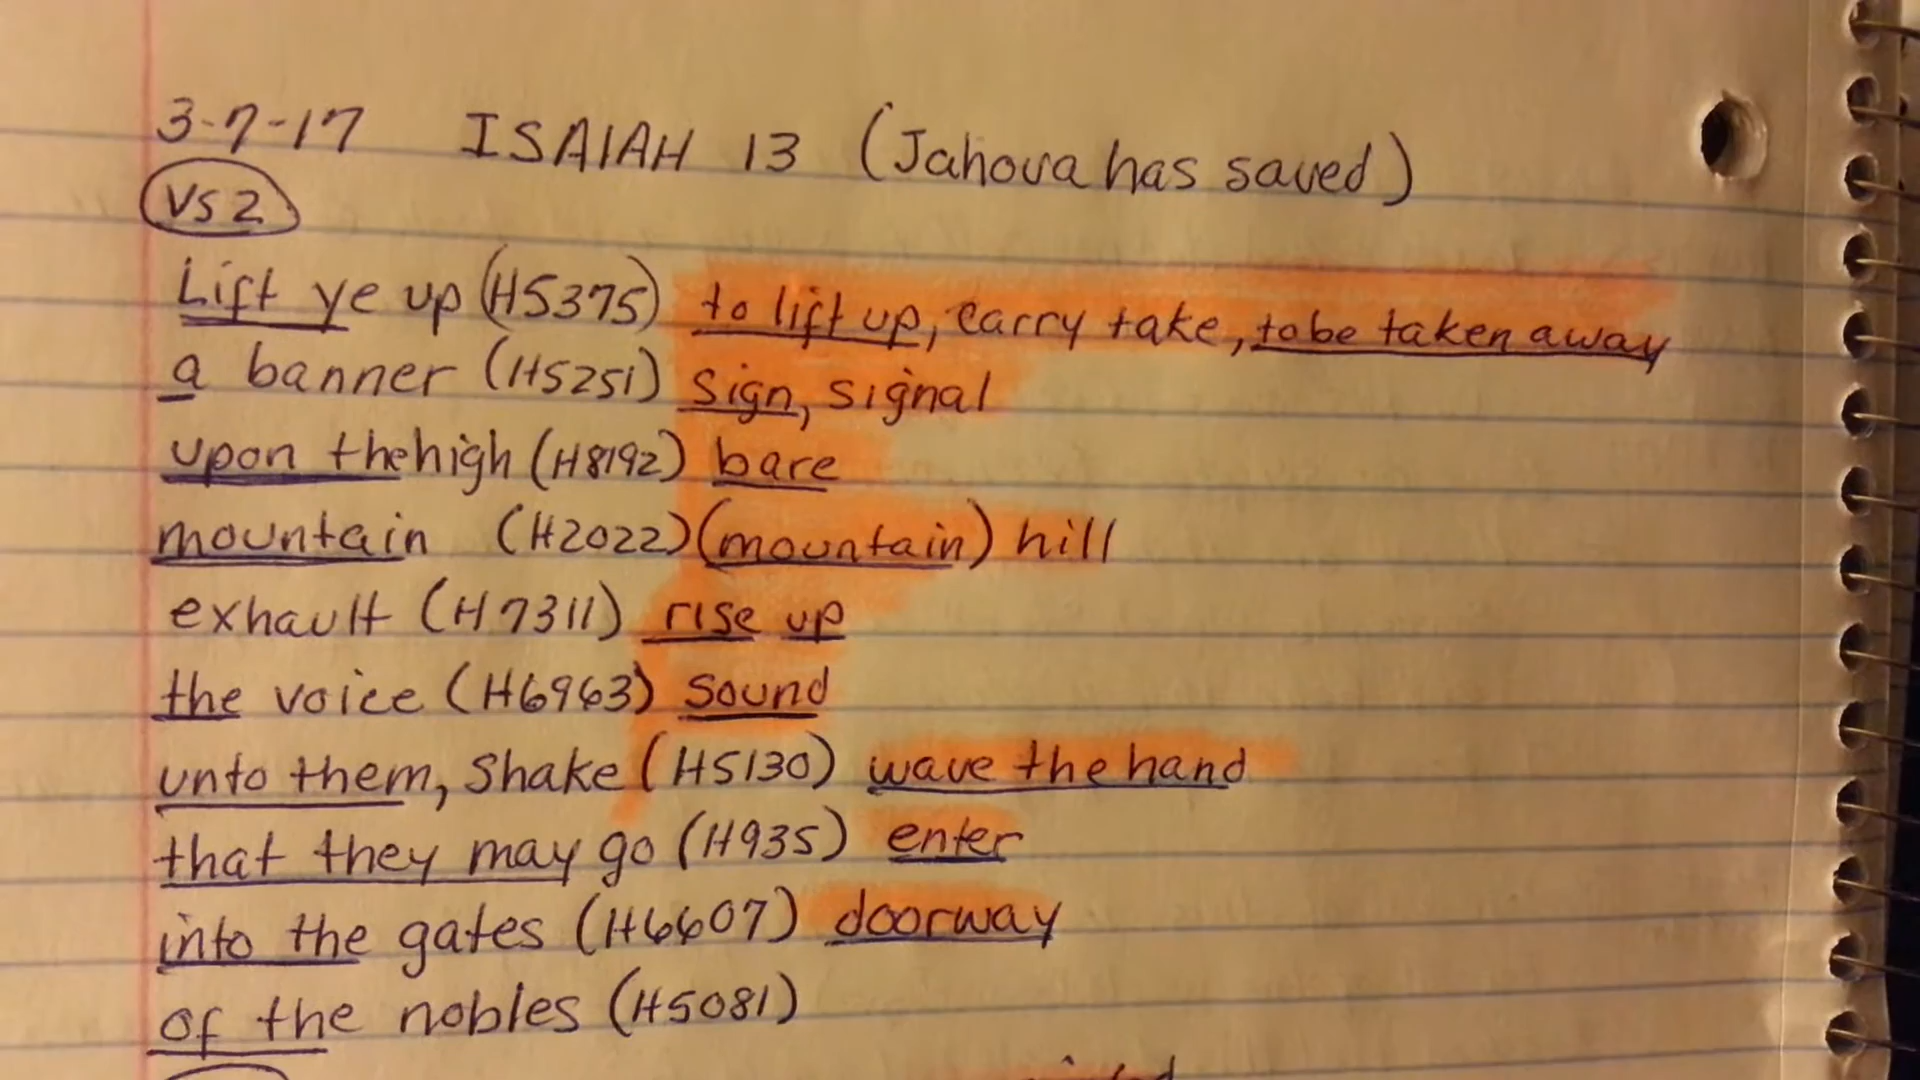 3-7-17 ISAIAH 13 (Jahova has saved)
VS 2
Lift ye up (H5375) to lift up, carry take, to be taken away
a banner (H5251) Sign, signal
upon the high (H8192) bare
mountain (H2022) (mountain) hill
exhault (H7311) rise up
the voice (H6963) Sound
unto them, Shake (H5130) wave the hand
that they may go (H935) enter
into the gates (H6607) doorway
of the nobles (H5081)